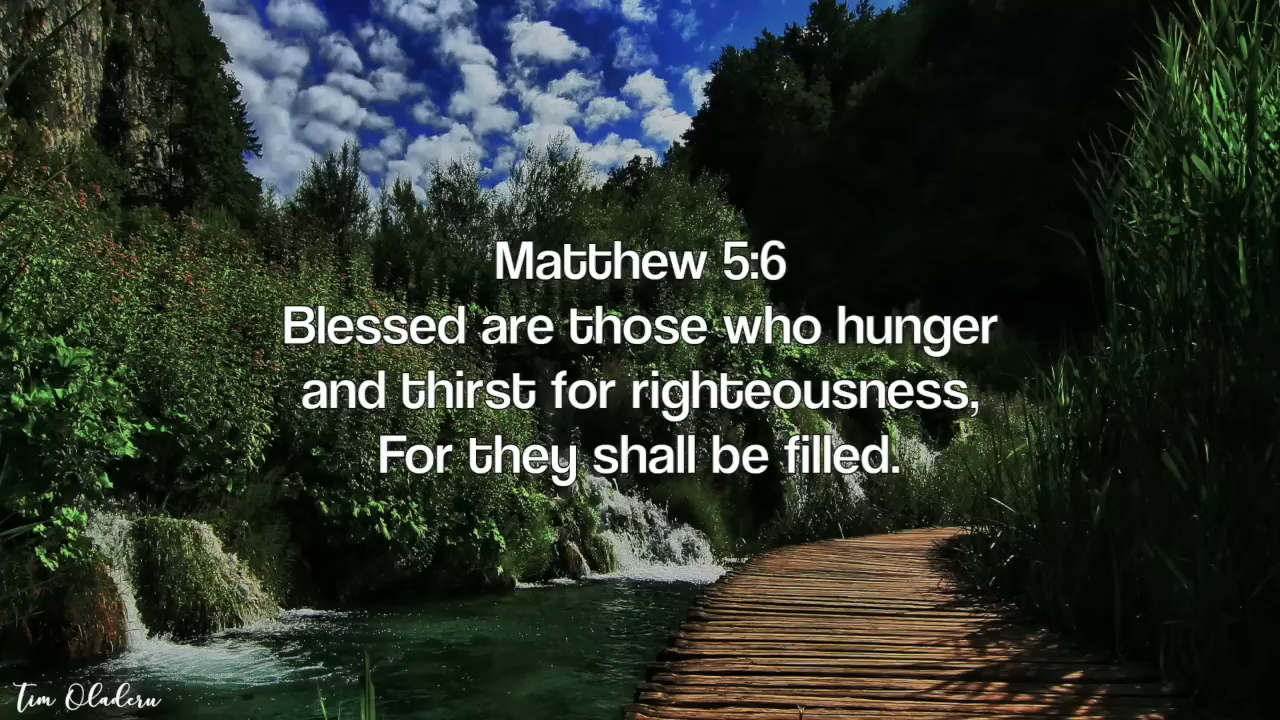 Matthew 5:6
Blessed are those who hunger
and thirst for righteousness,
For they shall be filled.
Tim Oladeru